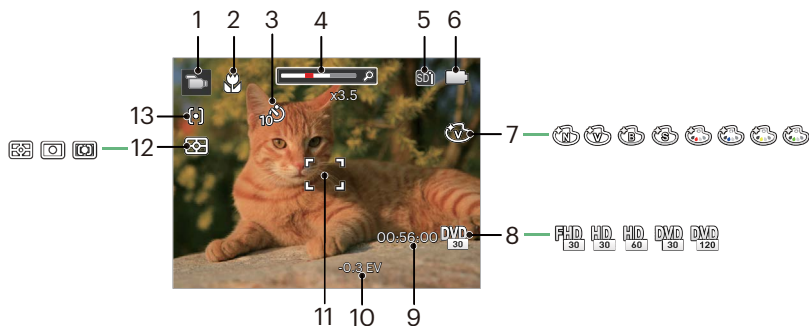 1 2 3 4 5 6
SD
x3.5
10
13
V 7 N V B S
12
00:56:00 DVD 30 8 FHD 30 HD 30 HD 60 DVD 30 DVD 120
-0.3 EV
11 10 9